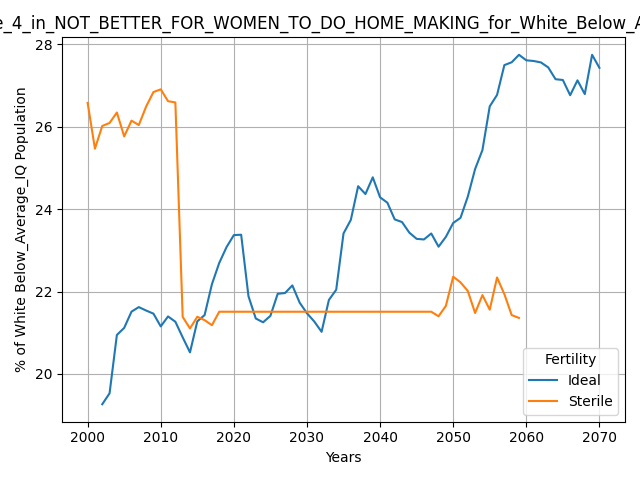 e_4_in_NOT_BETTER_FOR_WOMEN_TO_DO_HOME_MAKING_for_White_Below_A
% of White Below_Average_IQ Population
28
26
24
22
20
2000 2010 2020 2030 2040 2050 2060 2070
Years
Fertility
Ideal
Sterile